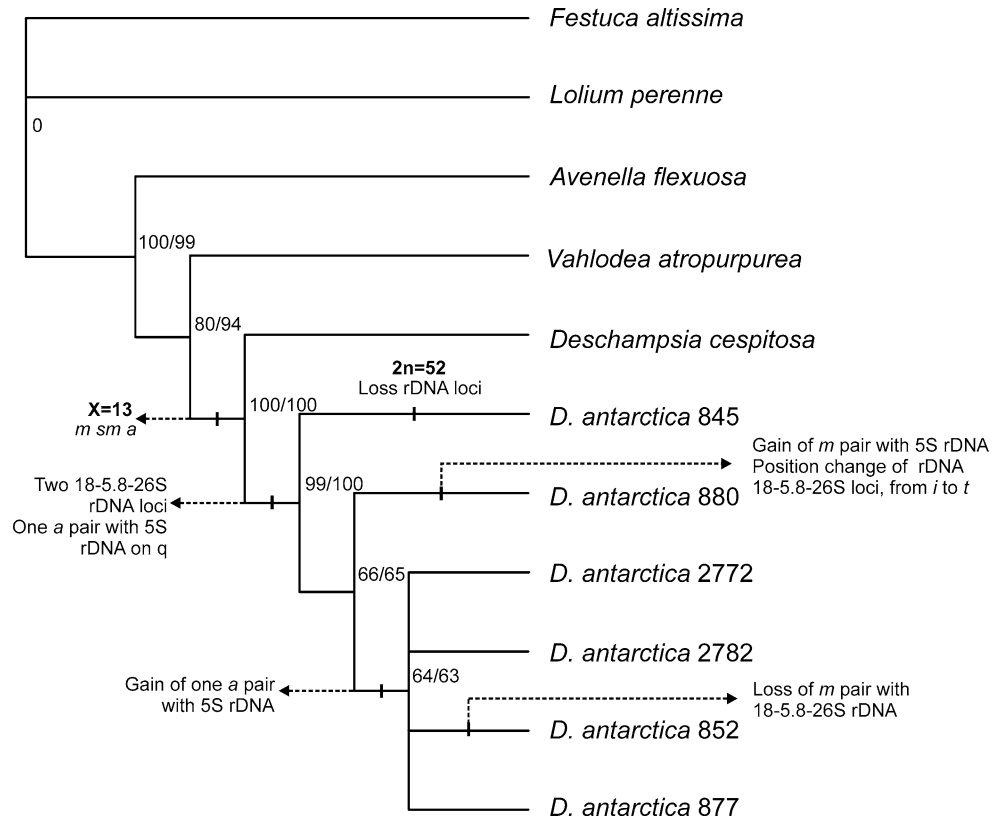 Festuca altissima
Lolium perenne
0
Avenella flexuosa
100/99
Vahlodea atropurpurea
80/94
Deschampsia cespitosa
2n=52
Loss rDNA loci
X=13
m sm a
100/100
D. antarctica 845
Gain of m pair with 5S rDNA
Position change of rDNA
18-5.8-26S loci, from i to t
Two 18-5.8-26S
rDNA loci
One a pair with 5S
rDNA on q
99/100
D. antarctica 880
66/65
D. antarctica 2772
D. antarctica 2782
64/63
Gain of one a pair
with 5S rDNA
Loss of m pair with
18-5.8-26S rDNA
D. antarctica 852
D. antarctica 877